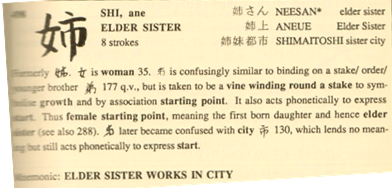 姉
SHI, ane
ELDER SISTER
8 strokes
姉さん NEESAN* elder sister
姉上 ANEUE Elder Sister
姉妹都市 SHIMAITOSHI sister city
Formerly. 女 is woman 35. is confusingly similar to binding on a stake/ order/
younger brother 弟 177 q.v., but is taken to be a vine winding round a stake to sym-
bolise growth and by association starting point. It also acts phonetically to express
start. Thus female starting point, meaning the first born daughter and hence elder
sister (see also 288). later became confused with city 市 130, which lends no mean-
ing but still acts phonetically to express start.
Mnemonic: ELDER SISTER WORKS IN CITY